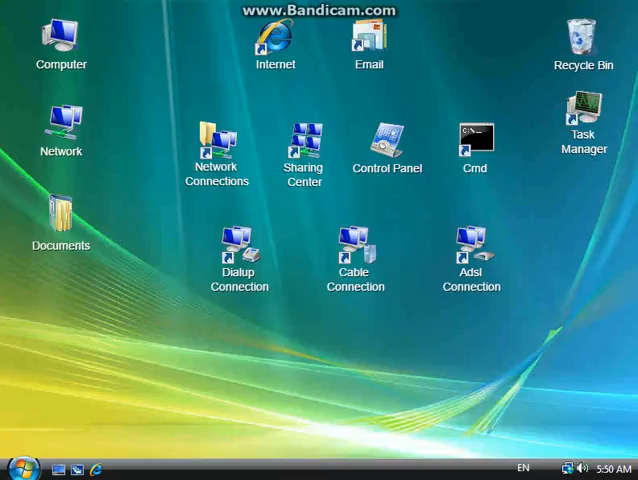 www.Bandicam.com
Computer
Internet
Email
Recycle Bin
Network
Network
Connections
Sharing
Center
Control Panel
Cmd
Task
Manager
Documents
Dialup
Connection
Cable
Connection
Adsl
Connection
EN
5:50 AM